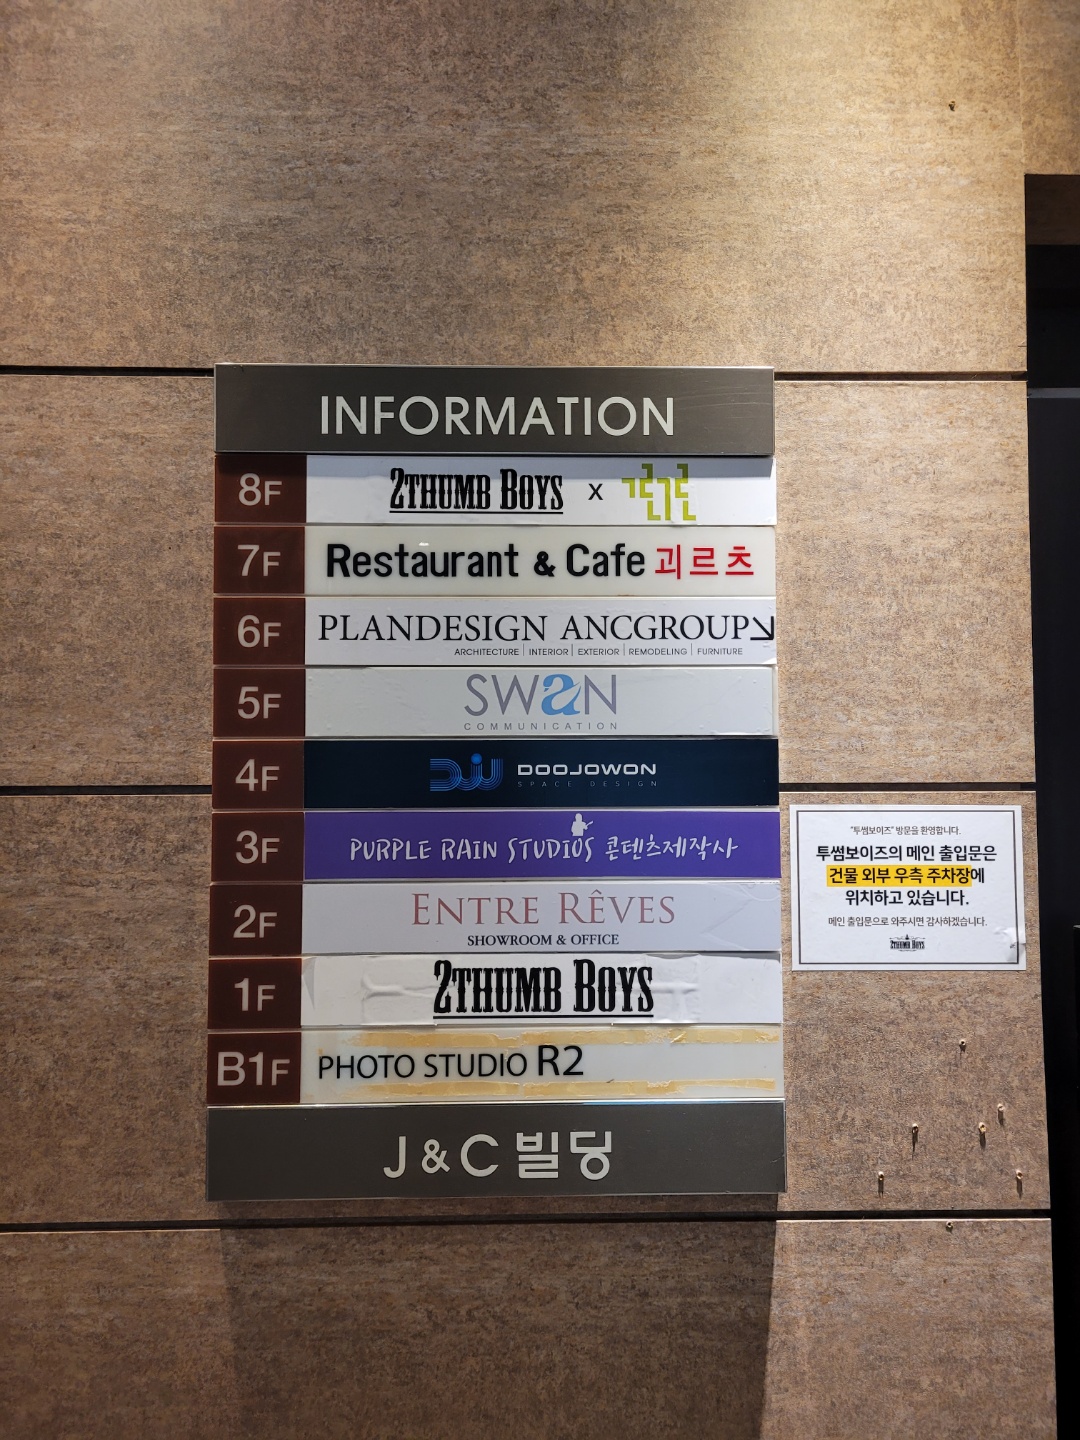 INFORMATION
8F 2THUMB BOYS x
7F Restaurant & Cafe 괴르츠
6F PLANDESIGN ANCGROUP
ARCHITECTURE | INTERIOR | EXTERIOR | REMODELING | FURNITURE
5F SWaN
COMMUNICATION
4F DOOJOWON
SPACE DESIGN
3F PURPLE RAIN STUDIOS 콘텐츠제작사
2F ENTRE RÊVES
SHOWROOM & OFFICE
1F 2THUMB BOYS
B1F PHOTO STUDIO R2
J&C 빌딩
"투썸보이즈" 방문을 환영합니다.
투썸보이즈의 메인 출입문은
건물 외부 우측 주차장에
위치하고 있습니다.
메인 출입문으로 와주시면 감사하겠습니다.
2THUMB BOYS